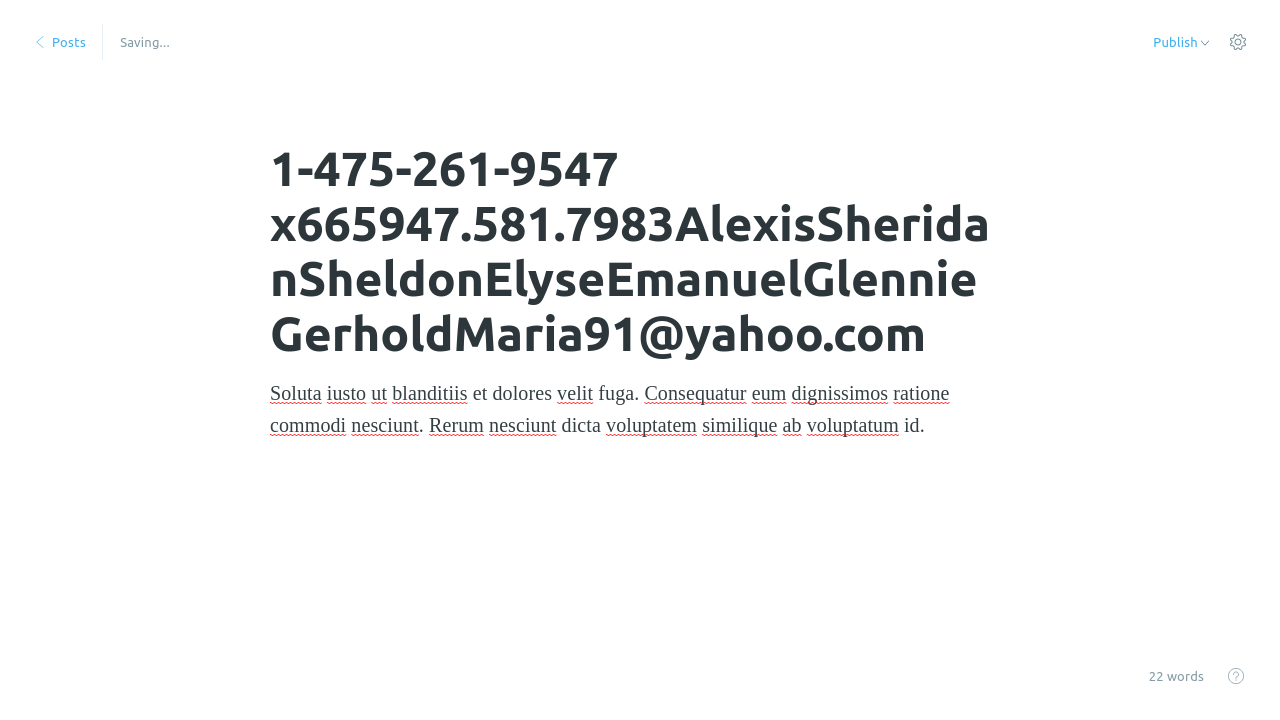 Posts
Saving...
Publish
1-475-261-9547
x665947.581.7983AlexisSherida
nSheldonElyseEmanuelGlennie
GerholdMaria91@yahoo.com
Soluta iusto ut blanditiis et dolores velit fuga. Consequatur eum dignissimos ratione
commodi nesciunt. Rerum nesciunt dicta voluptatem similique ab voluptatum id.
22 words
?